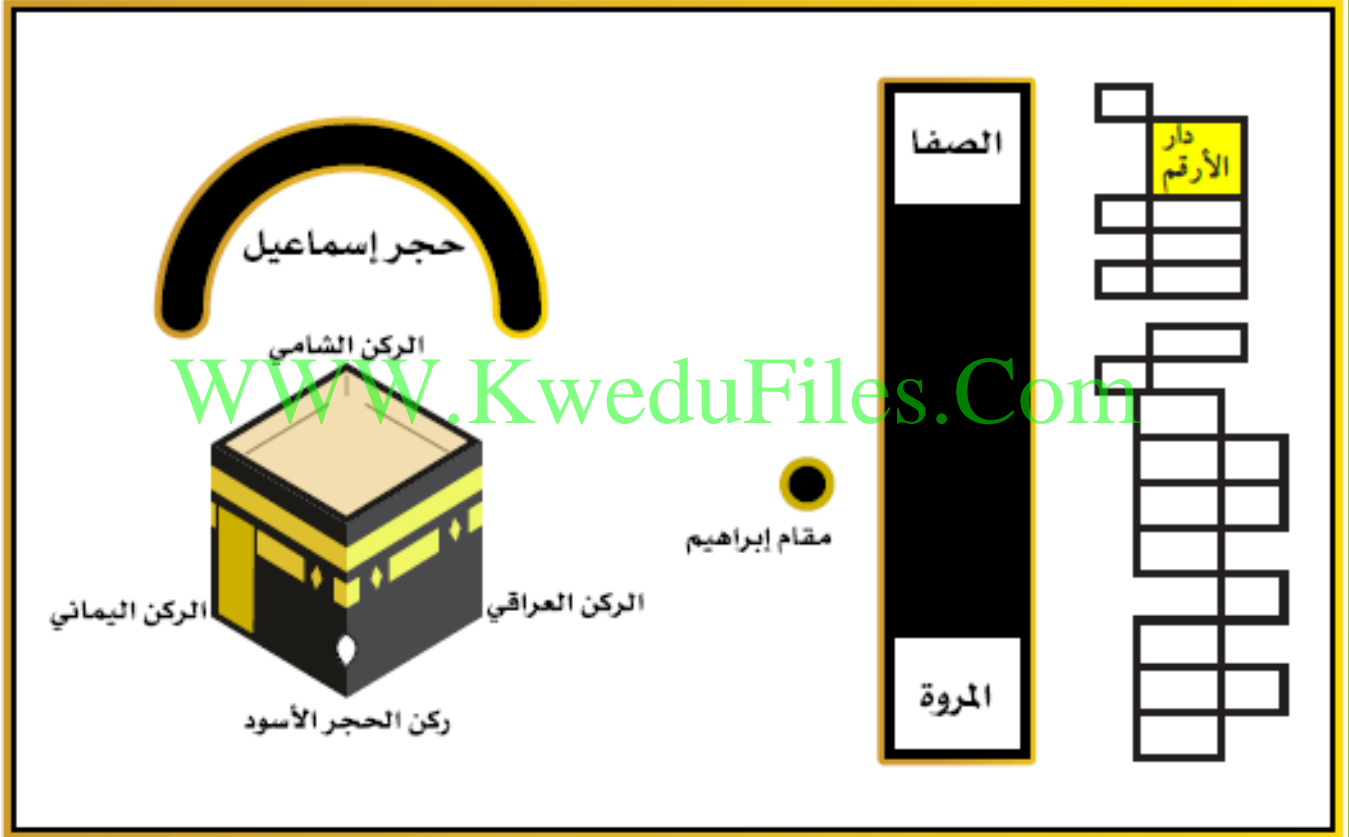 الصفا
دار
الأرقم
حجر إسماعيل
الركن الشامي
WWW.KweduFiles.Com
مقام إبراهيم
الركن العراقي
الركن اليماني
المروة
ركن الحجر الأسود